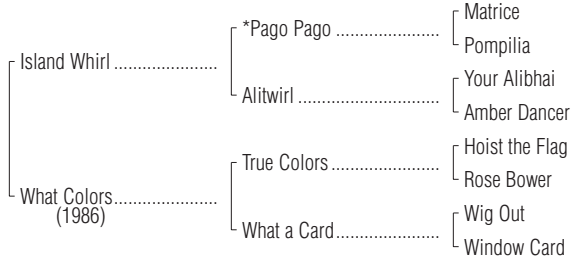 Matrice
*Pago Pago ......................
Pompilia
Island Whirl ......................
Your Alibhai
Alitwirl ..............................
Amber Dancer
Hoist the Flag
True Colors .......................
Rose Bower
What Colors......................
(1986)
Wig Out
What a Card......................
Window Card